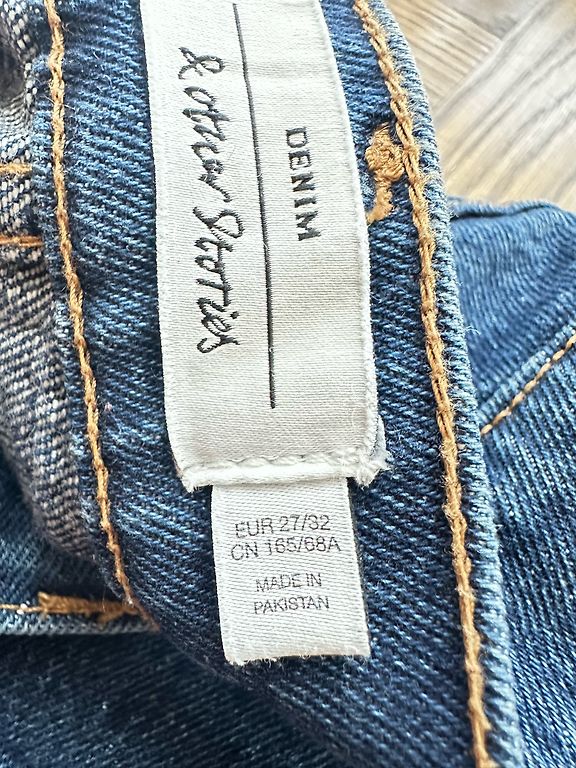 & other Stories
DENIM
EUR 27/32
CN 165/68A
MADE IN
PAKISTAN